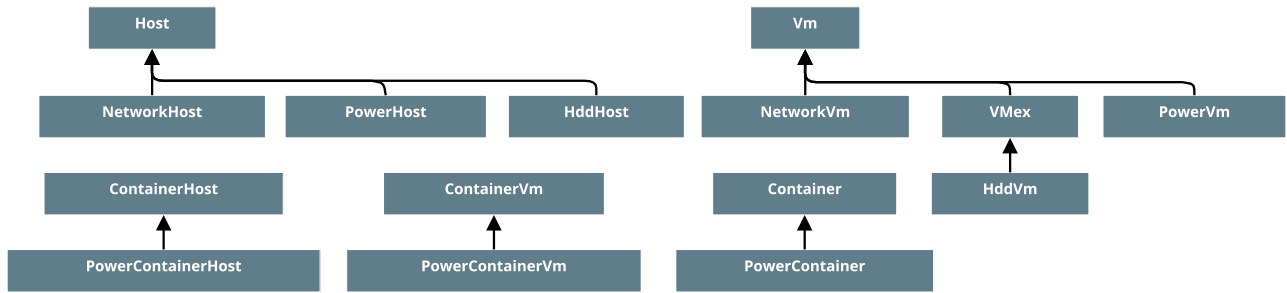 Host
Vm
NetworkHost
PowerHost
HddHost
NetworkVm
VMex
PowerVm
ContainerHost
ContainerVm
Container
HddVm
PowerContainerHost
PowerContainerVm
PowerContainer